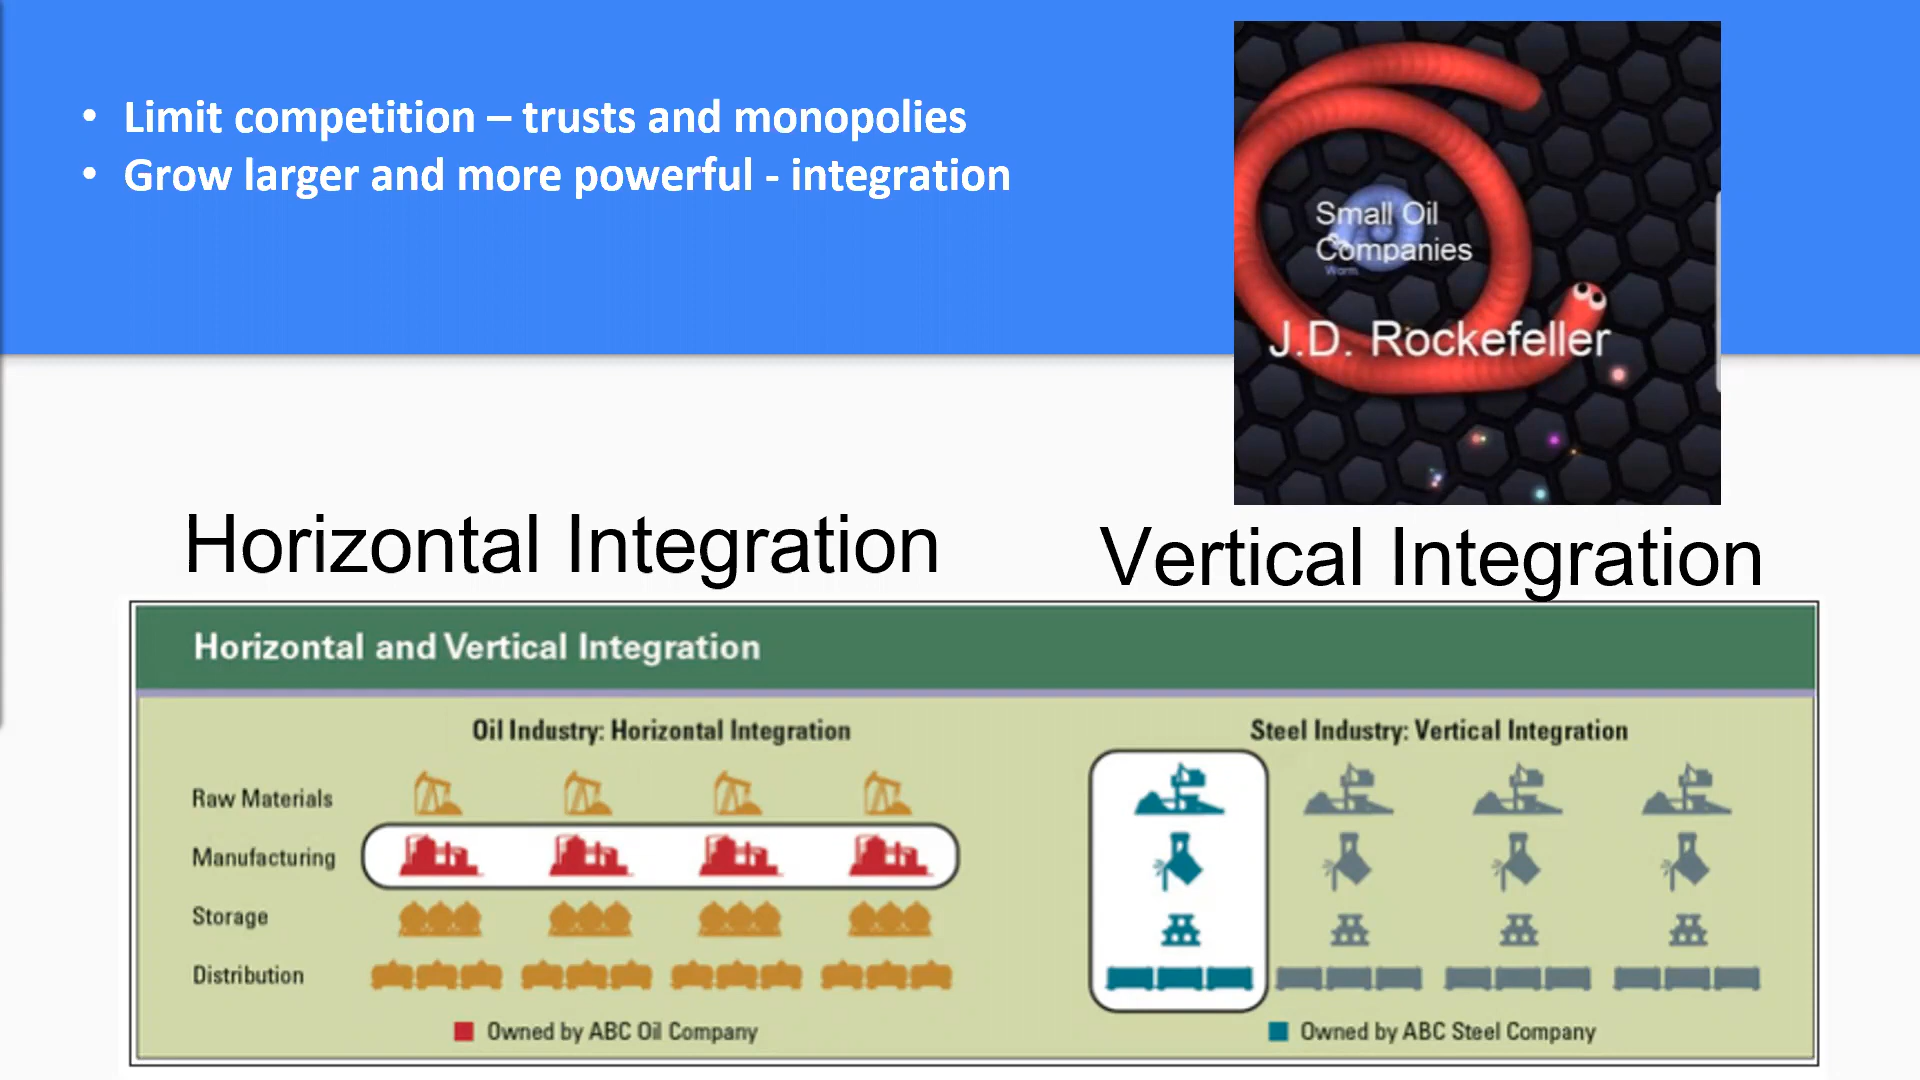 • Limit competition – trusts and monopolies
• Grow larger and more powerful - integration
Small Oil
Companies
Worm
J.D. Rockefeller
Horizontal Integration
Vertical Integration
Horizontal and Vertical Integration
Oil Industry: Horizontal Integration
Raw Materials
Manufacturing
Storage
Distribution
Owned by ABC Oil Company
Steel Industry: Vertical Integration
Owned by ABC Steel Company